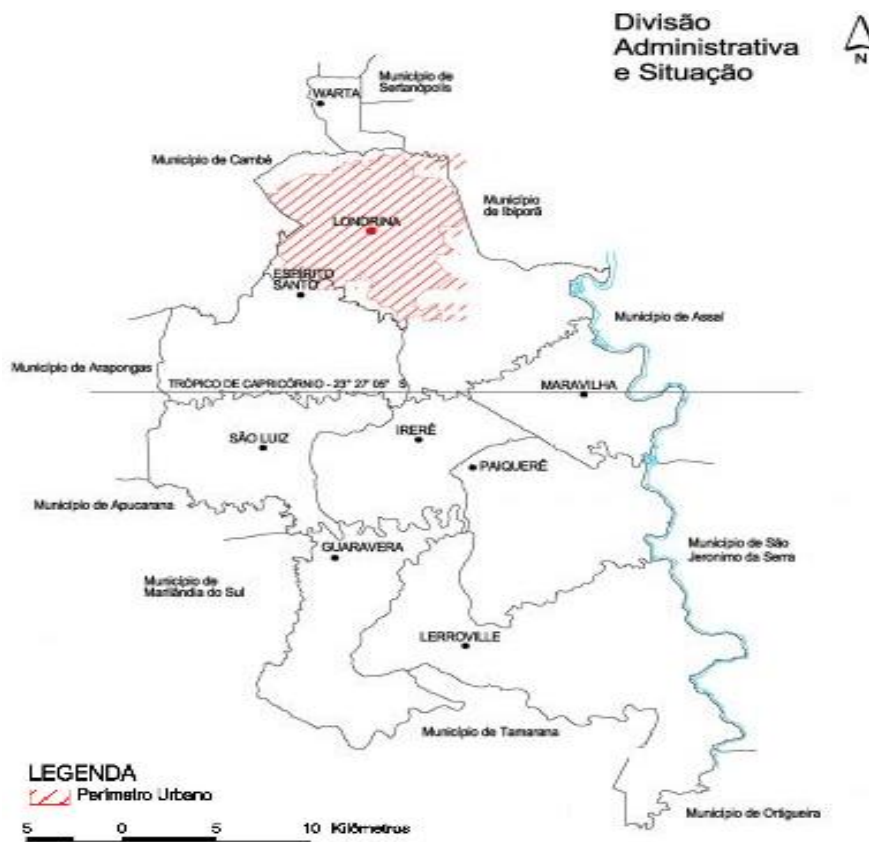 Divisão
Administrativa
e Situação
N
Município de
Sertanópolis
WARTA
Município de Cambé
Município
de Ibiporã
LONDRINA
ESPÍRITO
SANTO
Município de Assaí
Município de Arapongas
TRÓPICO DE CAPRICÓRNIO - 23° 27' 05" S
MARAVILHA
SÃO LUIZ
IRERÊ
PAIQUERÊ
Município de Apucarana
GUARAVERA
Município de São
Jeronimo da Serra
Município de
Marilândia do Sul
LERROVILLE
Município de Tamarana
LEGENDA
Perímetro Urbano
Município de Ortigueira
5 0 5 10 Kilômetros